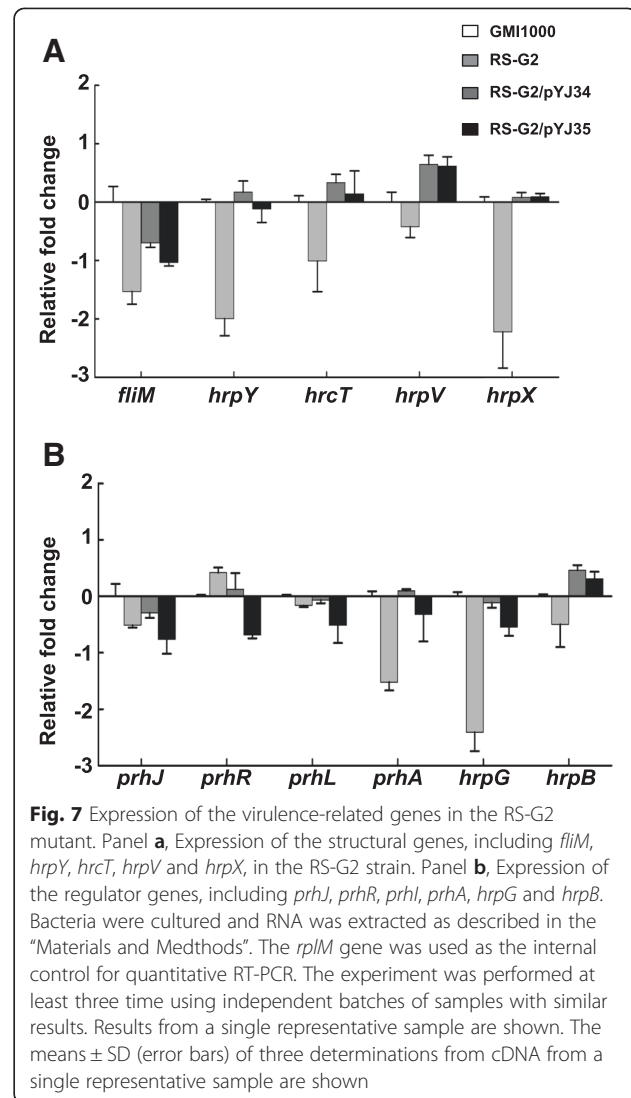 A
GMI1000
RS-G2
RS-G2/pYJ34
RS-G2/pYJ35
2
1
0
-1
-2
-3
Relative fold change
fliM hrpY hrcT hrpV hrpX
B
2
1
0
-1
-2
-3
Relative fold change
prhJ prhR prhL prhA hrpG hrpB
Fig. 7 Expression of the virulence-related genes in the RS-G2
mutant. Panel a, Expression of the structural genes, including fliM,
hrpY, hrcT, hrpV and hrpX, in the RS-G2 strain. Panel b, Expression of
the regulator genes, including prhJ, prhR, prhI, prhA, hrpG and hrpB.
Bacteria were cultured and RNA was extracted as described in the
“Materials and Medthods”. The rplM gene was used as the internal
control for quantitative RT-PCR. The experiment was performed at
least three time using independent batches of samples with similar
results. Results from a single representative sample are shown. The
means ± SD (error bars) of three determinations from cDNA from a
single representative sample are shown